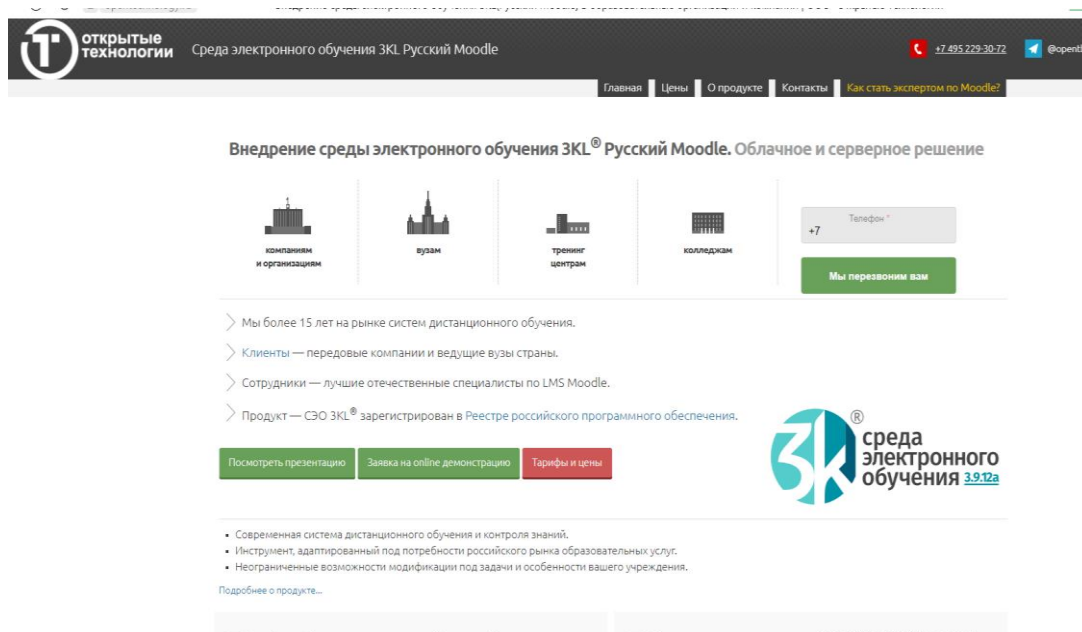 открытые
технологии
Среда электронного обучения 3KL Русский Moodle
+7 495 229-30-72
Главная Цены О продукте Контакты Как стать экспертом по Moodle?
Внедрение среды электронного обучения 3KL® Русский Moodle. Облачное и серверное решение
компаниям
и организациям
вузам
тренинг
центрам
колледжам
Телефон *
+7
Мы перезвоним вам
Мы более 15 лет на рынке систем дистанционного обучения.
Клиенты — передовые компании и ведущие вузы страны.
Сотрудники — лучшие отечественные специалисты по LMS Moodle.
Продукт — СЭО 3KL® зарегистрирован в Реестре российского программного обеспечения.
Посмотреть презентацию Заявка на online демонстрацию Тарифы и цены
3kl ®
среда
электронного
обучения 3.9.12a
Современная система дистанционного обучения и контроля знаний.
Инструмент, адаптированный под потребности российского рынка образовательных услуг.
Неограниченные возможности модификации под задачи и особенности вашего учреждения.
Подробнее о продукте...